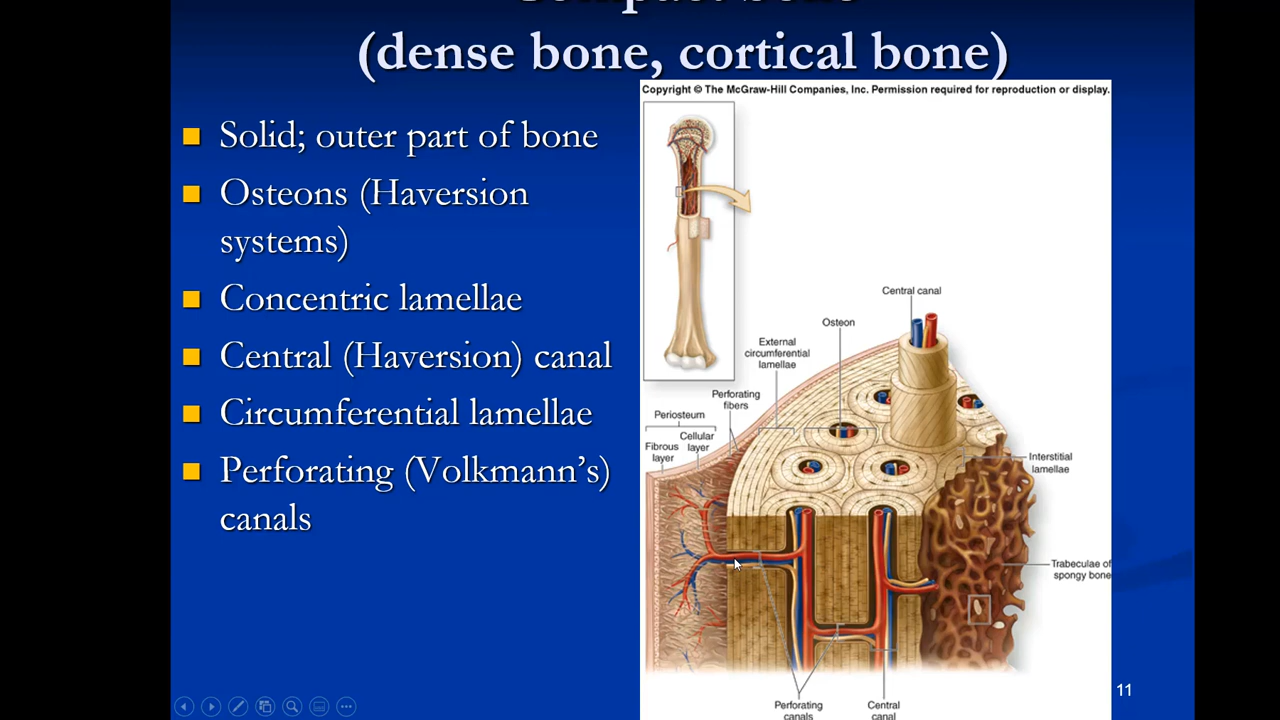 (dense bone, cortical bone)
Copyright © The McGraw-Hill Companies, Inc. Permission required for reproduction or display.
Solid; outer part of bone
Osteons (Haversion
systems)
Concentric lamellae
Central (Haversion) canal
Circumferential lamellae
Perforating (Volkmann’s)
canals
Central canal
Osteon
External
circumferential
lamellae
Perforating
fibers
Periosteum
Cellular
layer
Fibrous
layer
Interstitial
lamellae
Trabeculae of
spongy bone
Perforating
canals
Central
canal
11